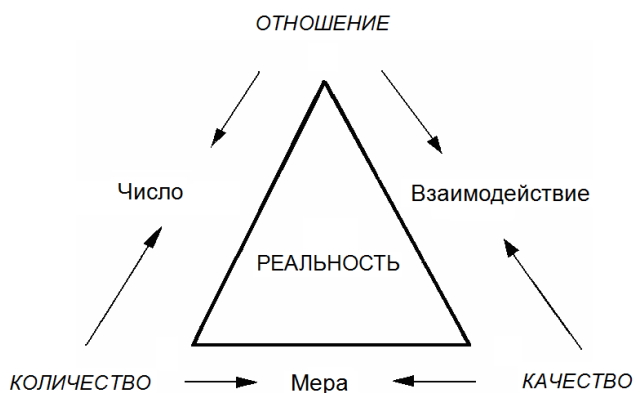 ОТНОШЕНИЕ
Число
Взаимодействие
РЕАЛЬНОСТЬ
КОЛИЧЕСТВО
Мера
КАЧЕСТВО